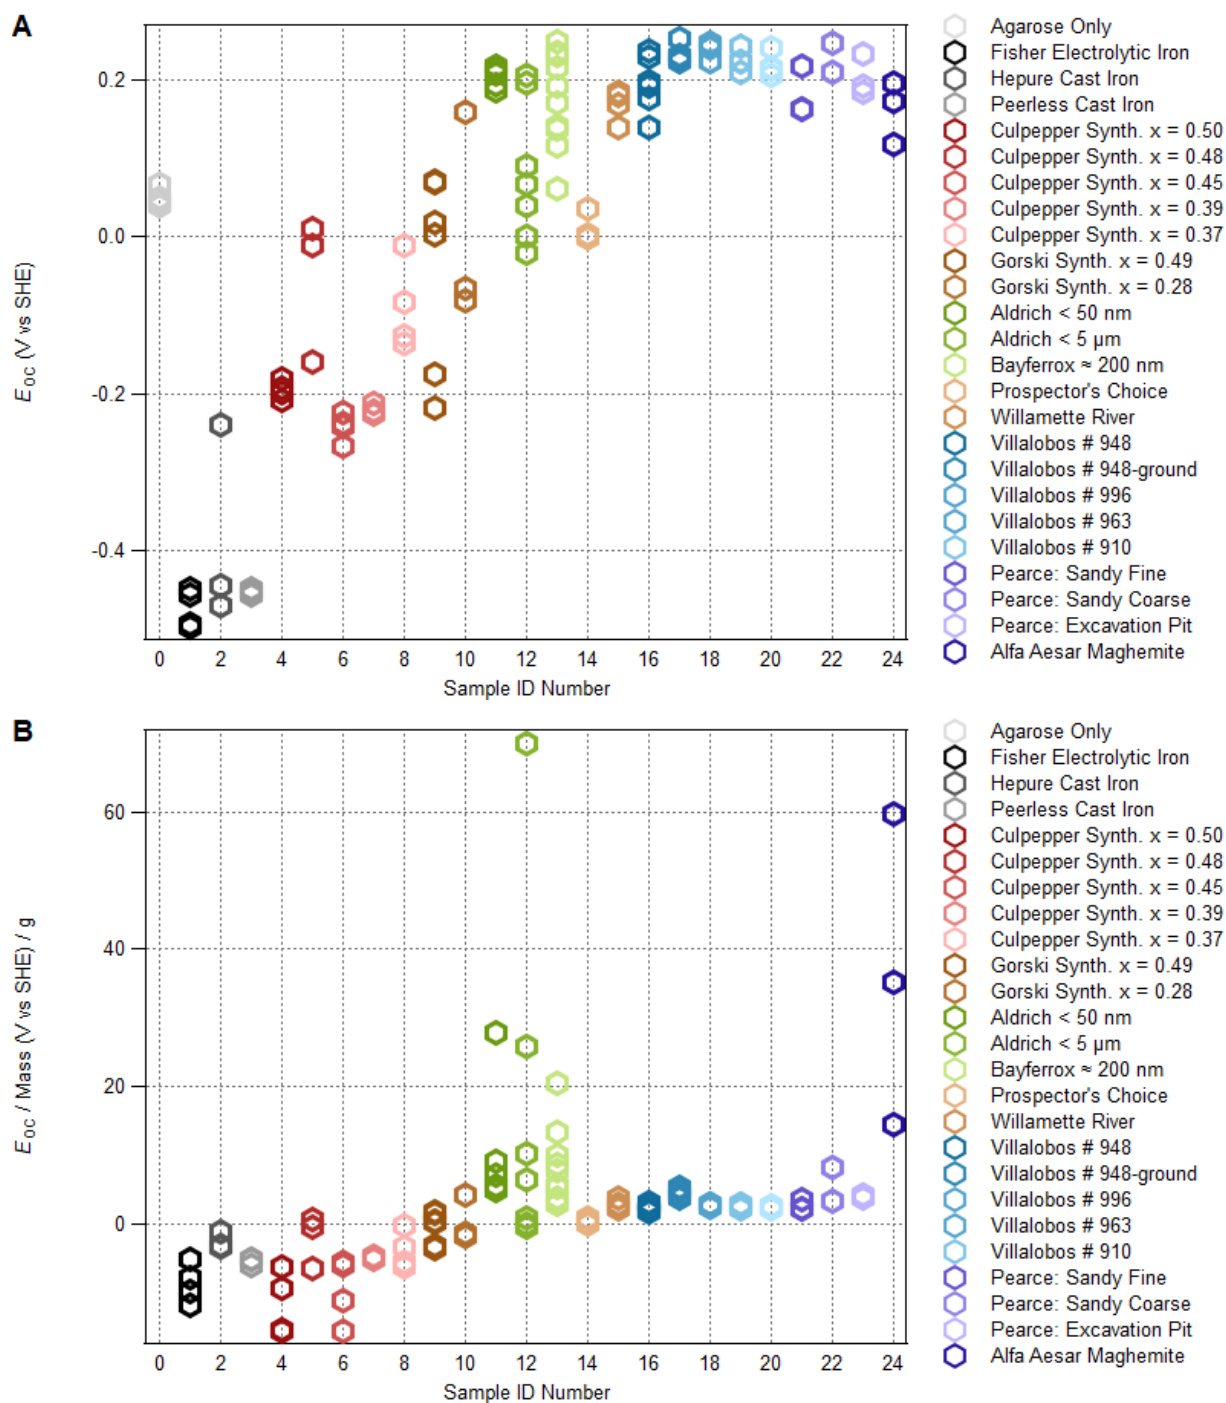 A
0.2
0.0
-0.2
-0.4
E OC (V vs SHE)
0 2 4 6 8 10 12 14 16 18 20 22 24
Sample ID Number
Agarose Only
Fisher Electrolytic Iron
Hepure Cast Iron
Peerless Cast Iron
Culpepper Synth. x = 0.50
Culpepper Synth. x = 0.48
Culpepper Synth. x = 0.45
Culpepper Synth. x = 0.39
Culpepper Synth. x = 0.37
Gorski Synth. x = 0.49
Gorski Synth. x = 0.28
Aldrich < 50 nm
Aldrich < 5 µm
Bayferrox ≈ 200 nm
Prospector's Choice
Willamette River
Villalobos # 948
Villalobos # 948-ground
Villalobos # 996
Villalobos # 963
Villalobos # 910
Pearce: Sandy Fine
Pearce: Sandy Coarse
Pearce: Excavation Pit
Alfa Aesar Maghemite
B
60
40
20
0
E OC / Mass (V vs SHE) / g
0 2 4 6 8 10 12 14 16 18 20 22 24
Sample ID Number
Agarose Only
Fisher Electrolytic Iron
Hepure Cast Iron
Peerless Cast Iron
Culpepper Synth. x = 0.50
Culpepper Synth. x = 0.48
Culpepper Synth. x = 0.45
Culpepper Synth. x = 0.39
Culpepper Synth. x = 0.37
Gorski Synth. x = 0.49
Gorski Synth. x = 0.28
Aldrich < 50 nm
Aldrich < 5 µm
Bayferrox ≈ 200 nm
Prospector's Choice
Willamette River
Villalobos # 948
Villalobos # 948-ground
Villalobos # 996
Villalobos # 963
Villalobos # 910
Pearce: Sandy Fine
Pearce: Sandy Coarse
Pearce: Excavation Pit
Alfa Aesar Maghemite